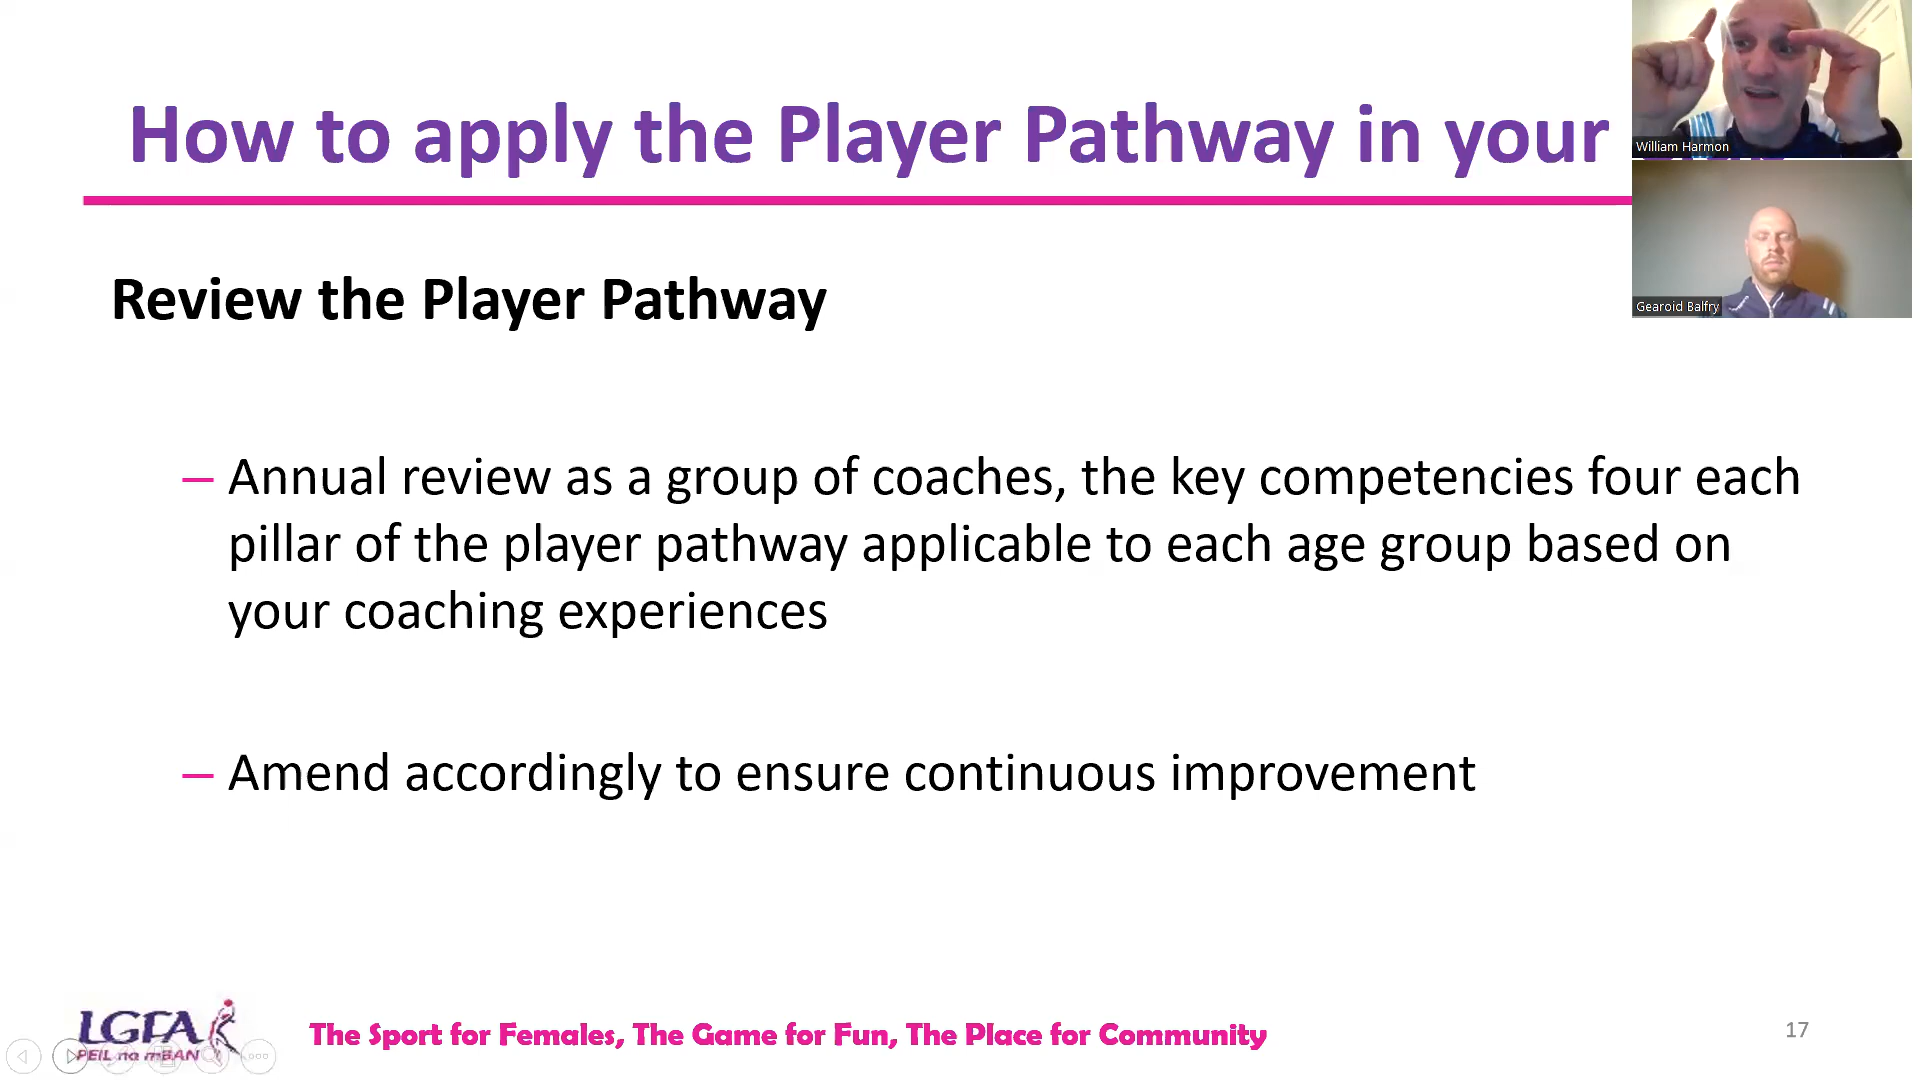 How to apply the Player Pathway in your
William Harmon
Gearoid Balfry
Review the Player Pathway
– Annual review as a group of coaches, the key competencies four each
pillar of the player pathway applicable to each age group based on
your coaching experiences
– Amend accordingly to ensure continuous improvement
LGFA
PEIL na mBAN
The Sport for Females, The Game for Fun, The Place for Community
17